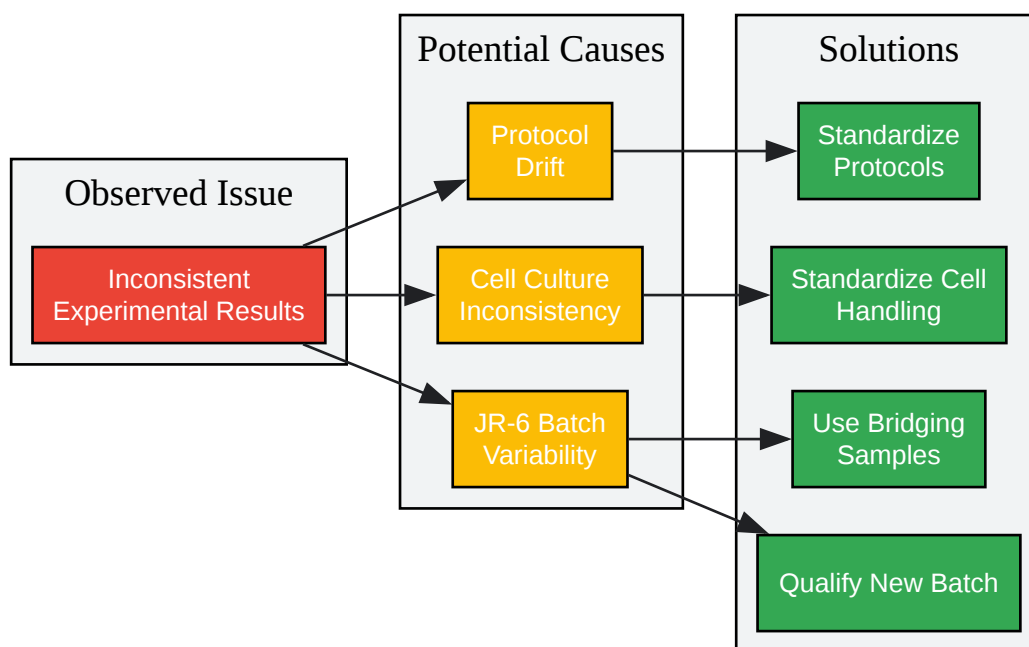 Observed Issue
Inconsistent
Experimental Results
Potential Causes
Protocol
Drift
Cell Culture
Inconsistency
JR-6 Batch
Variability
Solutions
Standardize
Protocols
Standardize Cell
Handling
Use Bridging
Samples
Qualify New Batch